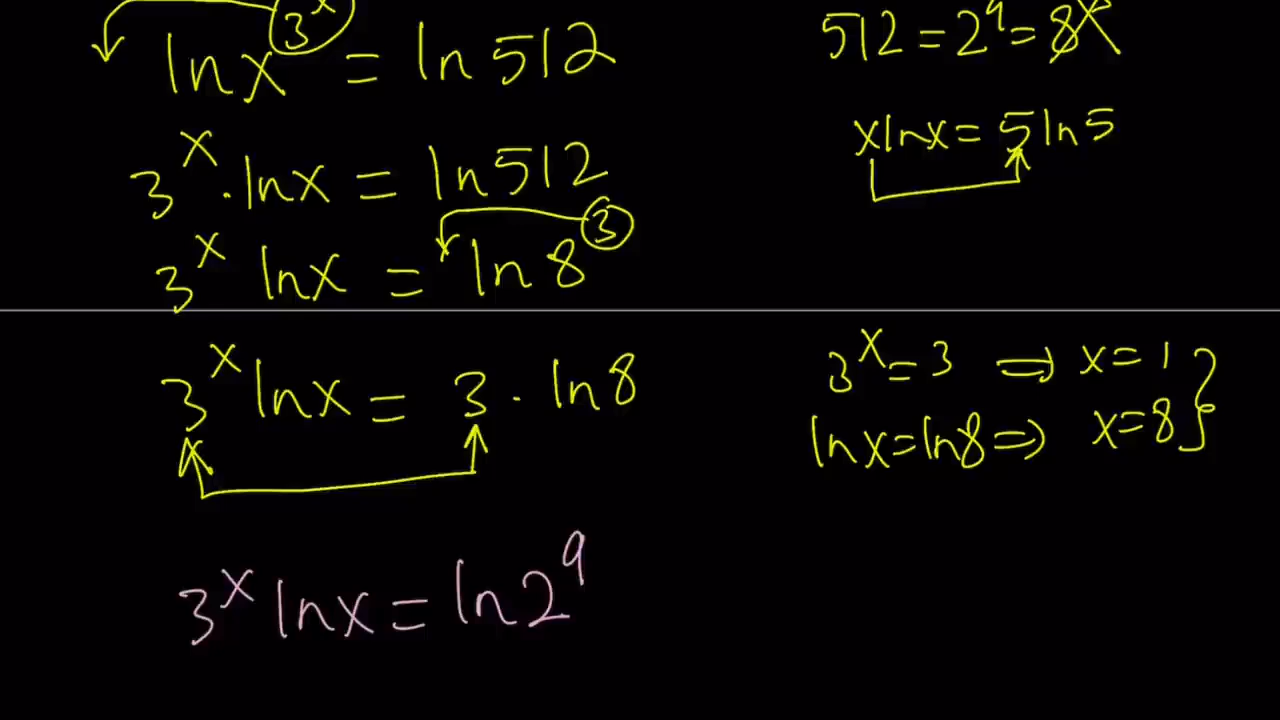 ln x^(3^x) = ln 512
3^x · ln x = ln 512
3^x ln x = ln 8^3
3^x ln x = 3 · ln 8
3^x ln x = ln 2^9
512 = 2^9 = 8^x
x ln x = 5 ln 5
3^x = 3 ⇒ x = 1
ln x = ln 8 ⇒ x = 8